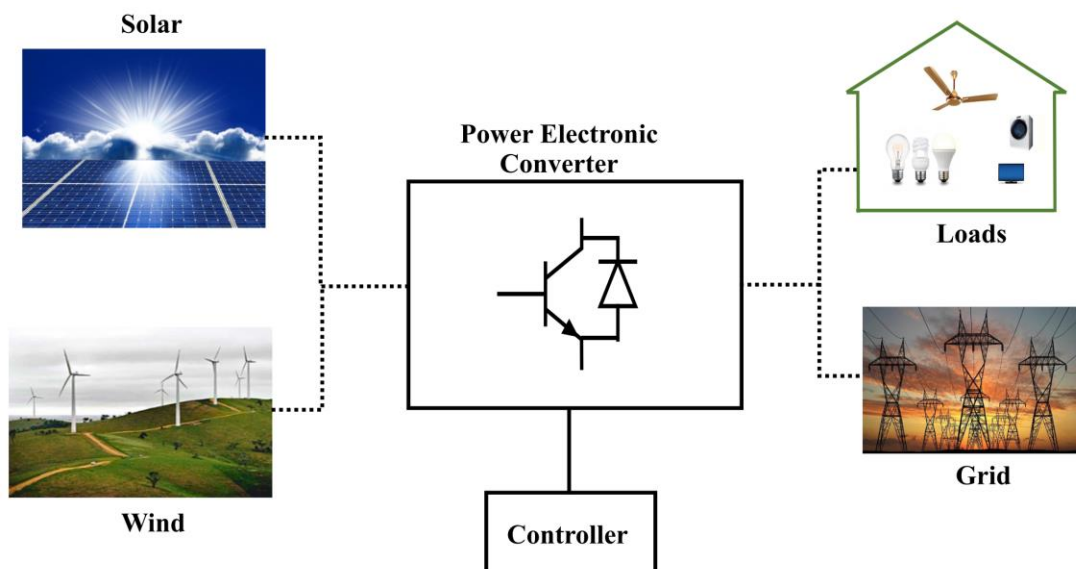 Solar
Power Electronic
Converter
Loads
Wind
Grid
Controller